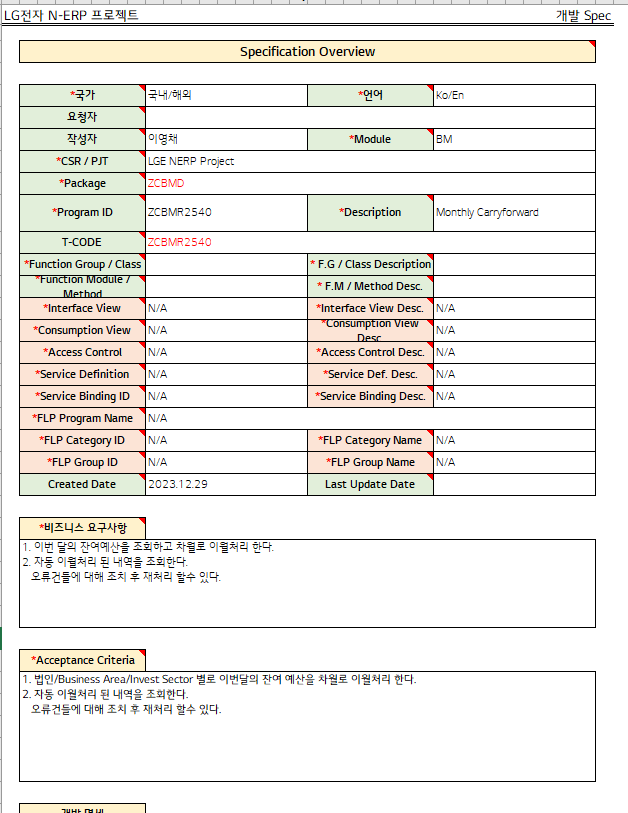 LG전자 N-ERP 프로젝트 개발 Spec
Specification Overview
*국가 국내/해외 *언어 Ko/En
요청자
작성자 이영채 *Module BM
*CSR / PJT LGE NERP Project
*Package ZCBMD
*Program ID ZCBMR2540 *Description Monthly Carryforward
T-CODE ZCBMR2540
*Function Group / Class * F.G / Class Description
*Function Module / Method * F.M / Method Desc.
*Interface View N/A *Interface View Desc. N/A
*Consumption View N/A *Consumption View Desc N/A
*Access Control N/A *Access Control Desc. N/A
*Service Definition N/A *Service Def. Desc. N/A
*Service Binding ID N/A *Service Binding Desc. N/A
*FLP Program Name N/A
*FLP Category ID N/A *FLP Category Name N/A
*FLP Group ID N/A *FLP Group Name N/A
Created Date 2023.12.29 Last Update Date
*비즈니스 요구사항
1. 이번 달의 잔여예산을 조회하고 차월로 이월처리 한다.
2. 자동 이월처리 된 내역을 조회한다.
오류건들에 대해 조치 후 재처리 할수 있다.
*Acceptance Criteria
1. 법인/Business Area/Invest Sector 별로 이번달의 잔여 예산을 차월로 이월처리 한다.
2. 자동 이월처리 된 내역을 조회한다.
오류건들에 대해 조치 후 재처리 할수 있다.